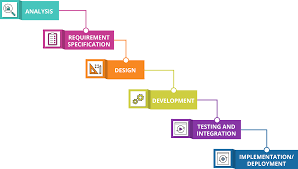 ANALYSIS
REQUIREMENT
SPECIFICATION
DESIGN
DEVELOPMENT
TESTING AND
INTEGRATION
IMPLEMENTATION/
DEPLOYMENT